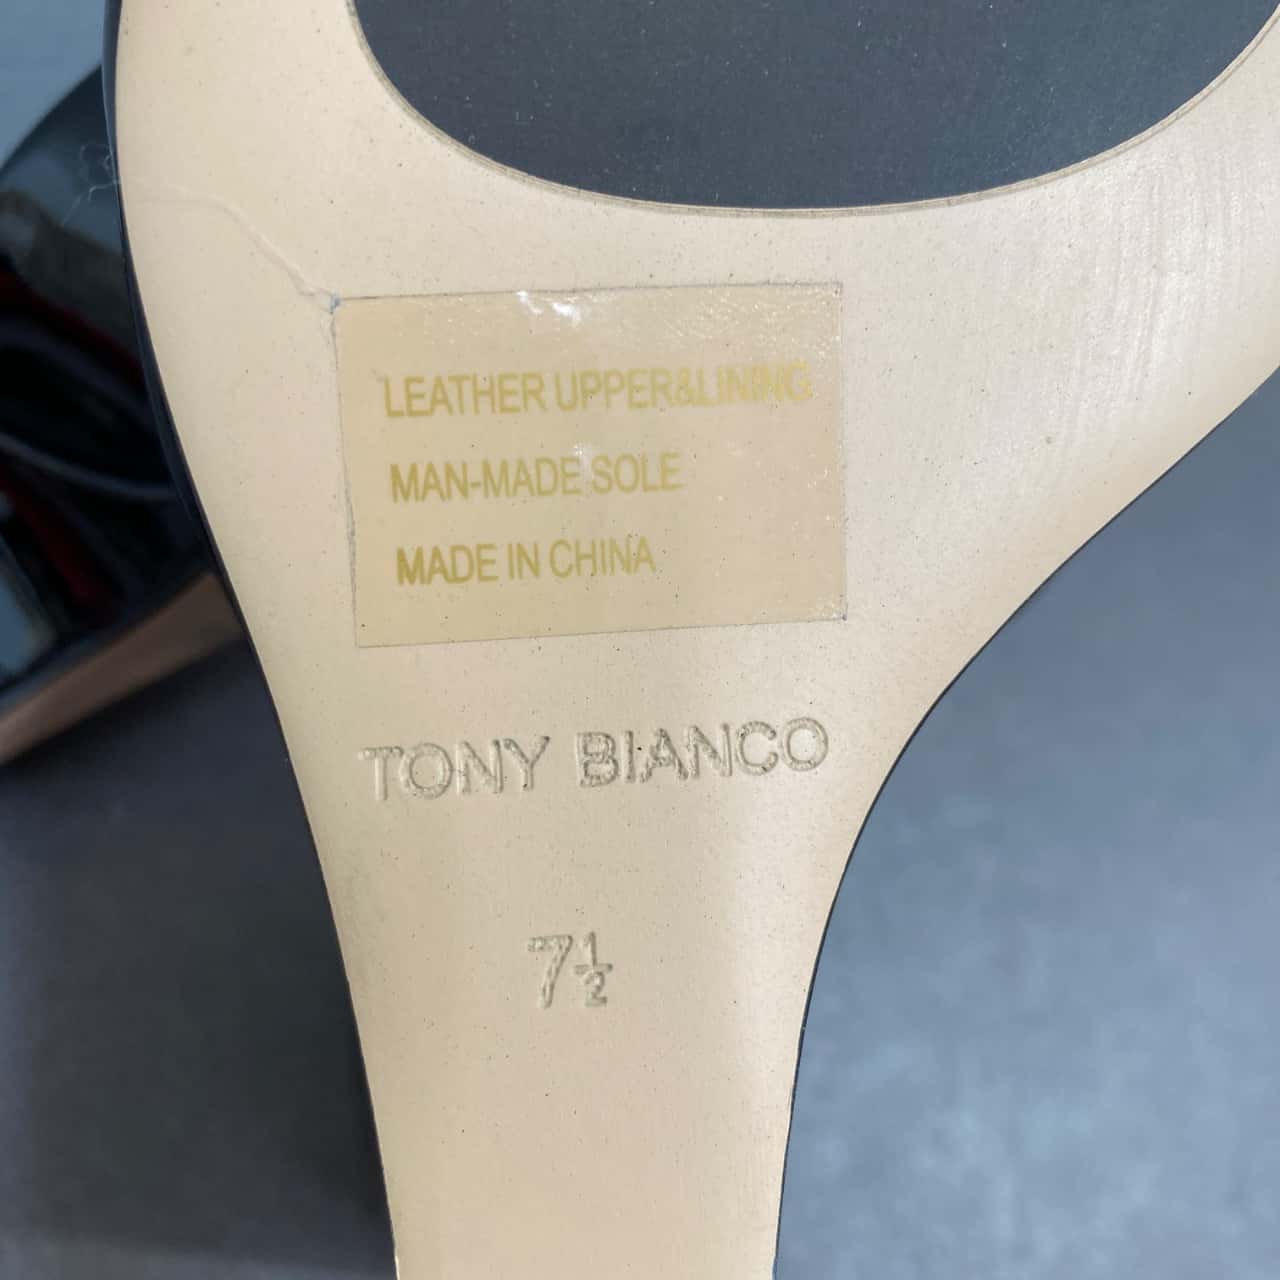 LEATHER UPPER&LINING
MAN-MADE SOLE
MADE IN CHINA
TONY BIANCO
7½